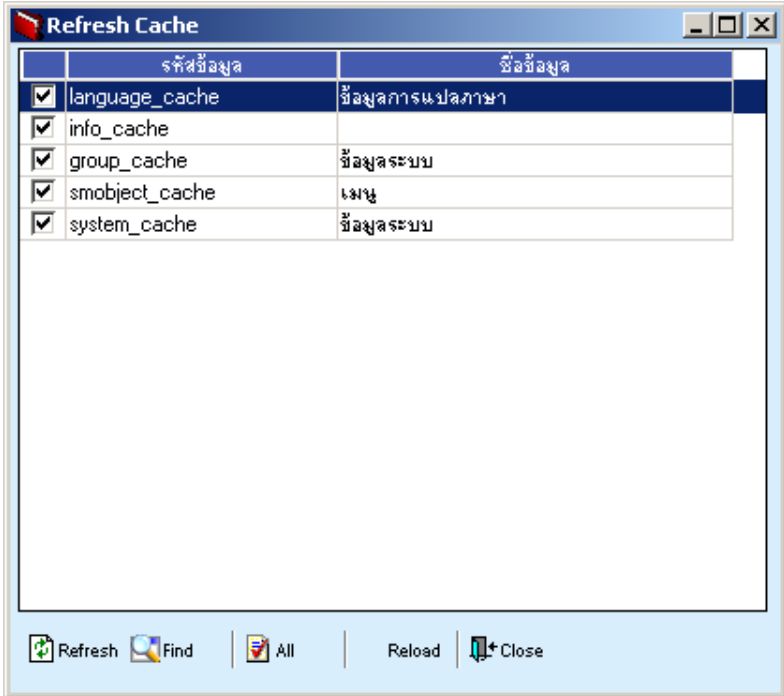 Refresh Cache
รหัสข้อมูล ชื่อข้อมูล
language_cache ข้อมูลการแปลภาษา
info_cache
group_cache ข้อมูลระบบ
smobject_cache เมนู
system_cache ข้อมูลระบบ
Refresh Find All Reload Close